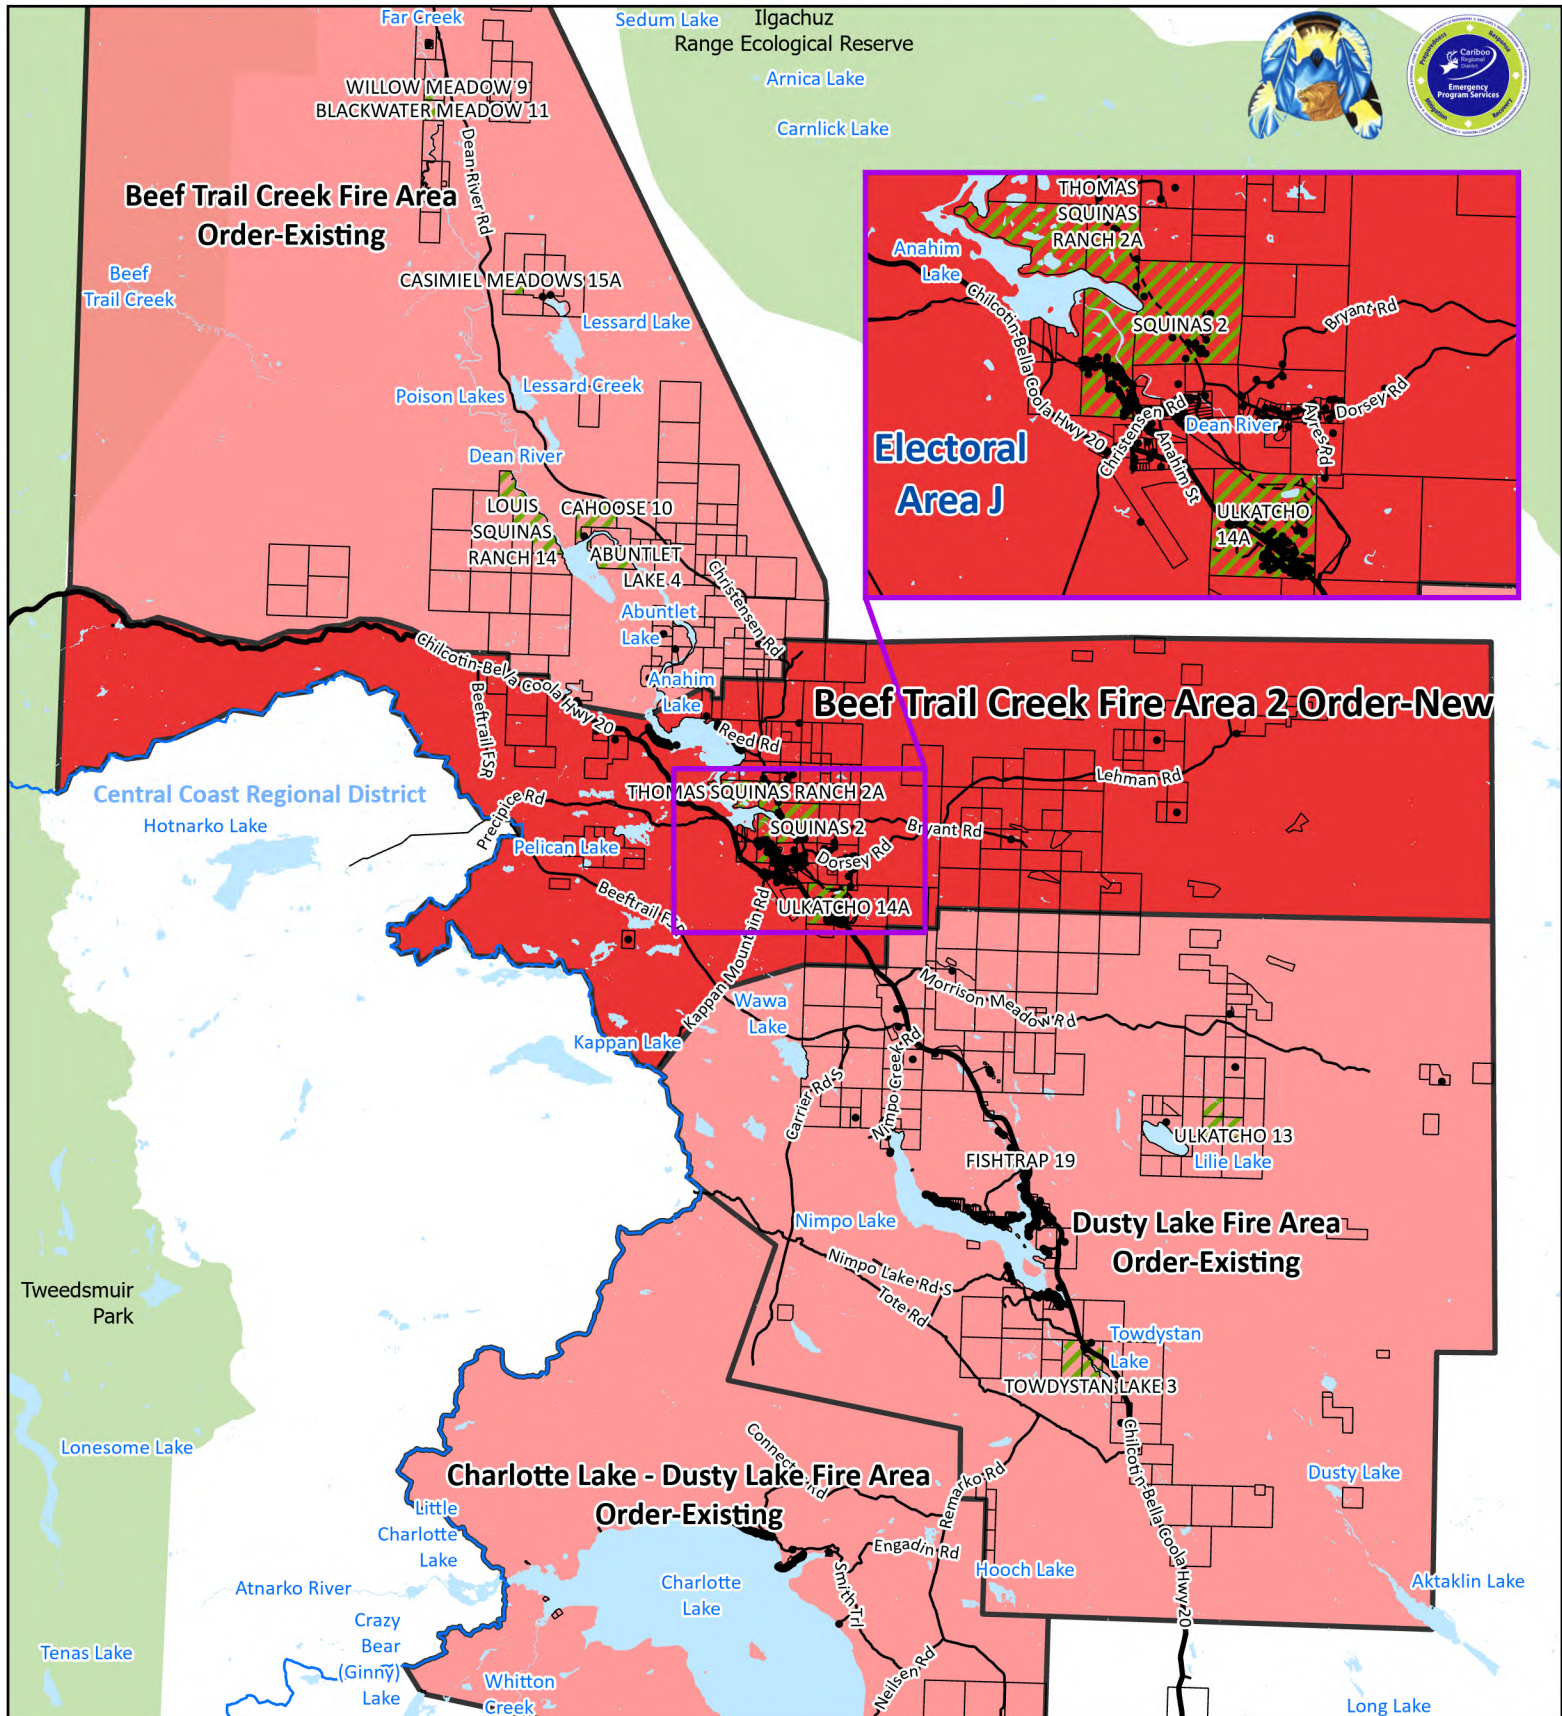 Far Creek
Sedum Lake
Ilgachuz
Range Ecological Reserve
Arnica Lake
Carnlick Lake
Preparedness
Response
Mitigation
Recovery
Cariboo
Regional
District
Emergency
Program Services
WILLOW MEADOW 9
BLACKWATER MEADOW 11
Dean River Rd
Beef Trail Creek Fire Area
Order-Existing
Beef
Trail Creek
CASIMIEL MEADOWS 15A
Lessard Lake
Lessard Creek
Poison Lakes
Dean River
LOUIS
SQUINAS
RANCH 14
CAHOOSE 10
ABUNTLET
LAKE 4
Christensen Rd
Abuntlet
Lake
Anahim
Lake
THOMAS
SQUINAS
RANCH 2A
Anahim
Lake
Chilcotin-Bella Coola Hwy 20
SQUINAS 2
Bryant Rd
Dorsey Rd
Ayres Rd
Dean River
Christensen Rd
Anahim St
Electoral
Area J
ULKATCHO
14A
Chilcotin-Bella Coola Hwy 20
Beeftrail FSR
Reed Rd
Beef Trail Creek Fire Area 2 Order-New
Lehman Rd
Central Coast Regional District
Hotnarko Lake
Precipice Rd
Pelican Lake
THOMAS SQUINAS RANCH 2A
SQUINAS 2
Bryant Rd
Dorsey Rd
ULKATCHO 14A
Kappan Mountain Rd
Morrison Meadow Rd
Wawa
Lake
Kappan Lake
Carrier Rd S
Nimpo Creek Rd
ULKATCHO 13
Lilie Lake
FISHTRAP 19
Nimpo Lake
Dusty Lake Fire Area
Order-Existing
Nimpo Lake Rd S
Tote Rd
Tweedsmuir
Park
Towdystan
Lake
TOWDYSTAN LAKE 3
Chilcotin-Bella Coola Hwy 20
Lonesome Lake
Charlotte Lake - Dusty Lake Fire Area
Order-Existing
Remarko Rd
Dusty Lake
Little
Charlotte
Lake
Engadin Rd
Hooch Lake
Smith Trl
Charlotte
Lake
Atnarko River
Aktaklin Lake
Crazy
Bear
(Ginny)
Lake
Tenas Lake
Whitton
Creek
Neilsen Rd
Long Lake